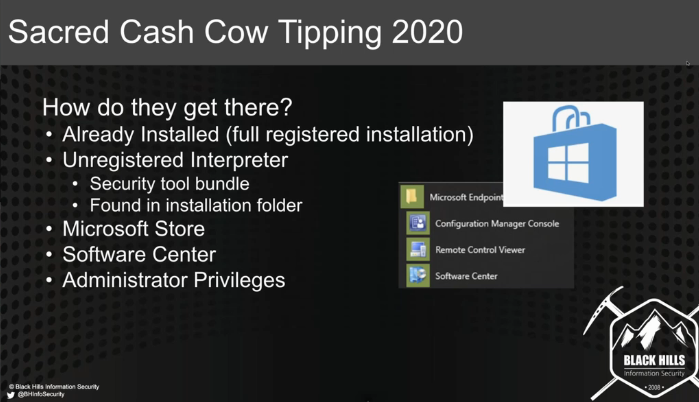 Sacred Cash Cow Tipping 2020
How do they get there?
• Already Installed (full registered installation)
• Unregistered Interpreter
• Security tool bundle
• Found in installation folder
• Microsoft Store
• Software Center
• Administrator Privileges
Microsoft Endpoint
Configuration Manager Console
Remote Control Viewer
Software Center
BLACK HILLS
Information Security
• 2008 •
© Black Hills Information Security
@BHInfoSecurity